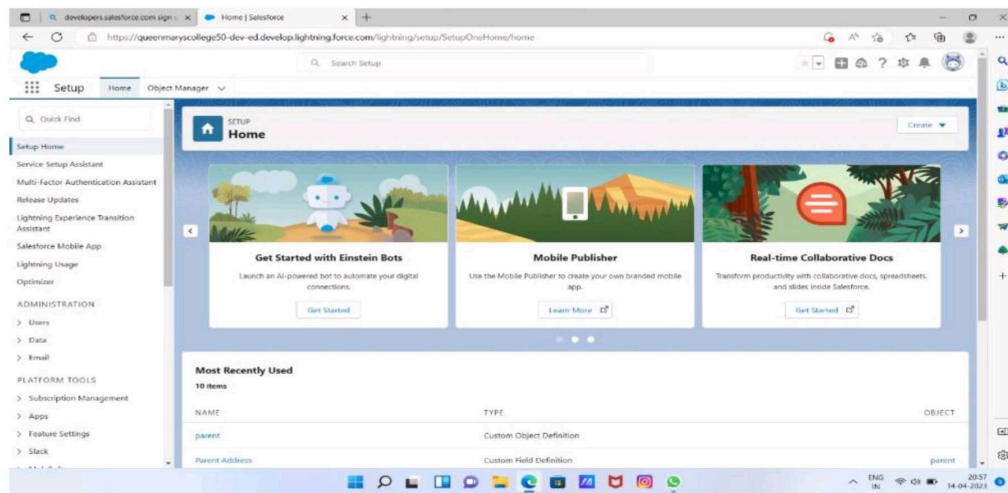 developers.salesforce.com sign u
Home | Salesforce
https://queenmaryscollege50-dev-ed.develop.lightning.force.com/lightning/setup/SetupOneHome/home
Search Setup
Setup
Home
Object Manager
Quick Find
Setup Home
Service Setup Assistant
Multi-Factor Authentication Assistant
Release Updates
Lightning Experience Transition
Assistant
Salesforce Mobile App
Lightning Usage
Optimizer
ADMINISTRATION
Users
Data
Email
PLATFORM TOOLS
Subscription Management
Apps
Feature Settings
Slack
SETUP
Home
Create
Get Started with Einstein Bots
Launch an AI-powered bot to automate your digital
connections.
Get Started
Mobile Publisher
Use the Mobile Publisher to create your own branded mobile
app.
Learn More
Real-time Collaborative Docs
Transform productivity with collaborative docs, spreadsheets,
and slides inside Salesforce.
Get Started
Most Recently Used
10 items
NAME TYPE OBJECT
parent Custom Object Definition
Parent Address Custom Field Definition parent
ENG
IN
20:57
14-04-2023